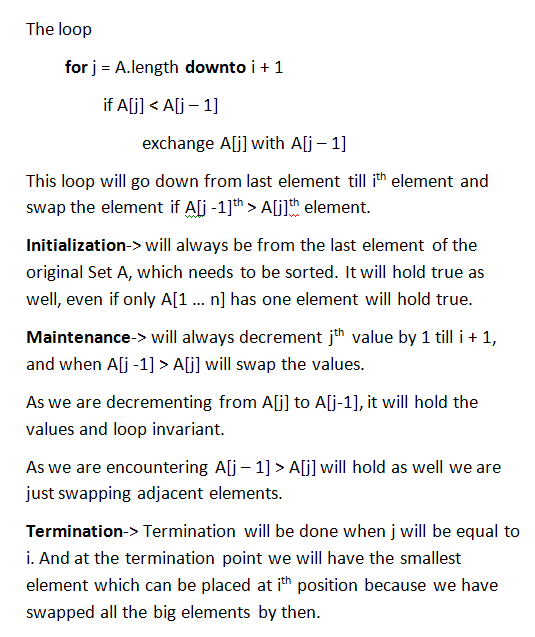 The loop
for j = A.length downto i + 1
if A[j] < A[j – 1]
exchange A[j] with A[j – 1]
This loop will go down from last element till ith element and
swap the element if A[j -1]th > A[j]th element.
Initialization-> will always be from the last element of the
original Set A, which needs to be sorted. It will hold true as
well, even if only A[1 ... n] has one element will hold true.
Maintenance-> will always decrement jth value by 1 till i + 1,
and when A[j -1] > A[j] will swap the values.
As we are decrementing from A[j] to A[j-1], it will hold the
values and loop invariant.
As we are encountering A[j – 1] > A[j] will hold as well we are
just swapping adjacent elements.
Termination-> Termination will be done when j will be equal to
i. And at the termination point we will have the smallest
element which can be placed at ith position because we have
swapped all the big elements by then.